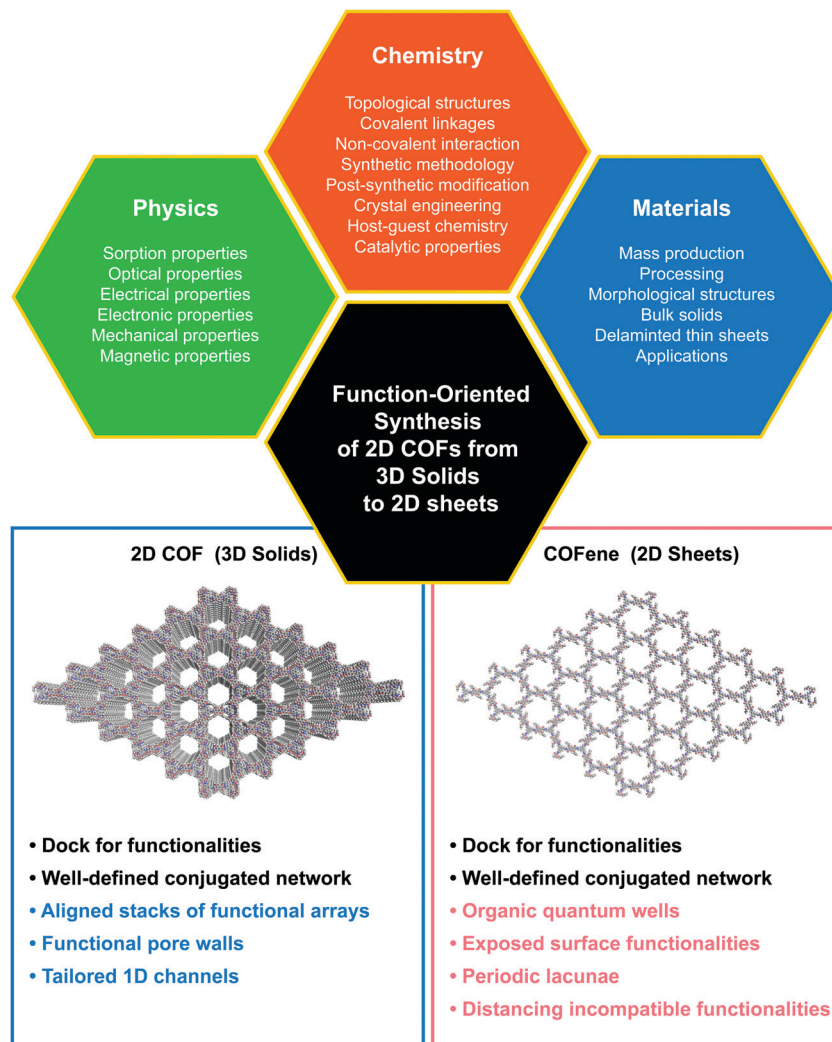 Chemistry
Topological structures
Covalent linkages
Non-covalent interaction
Synthetic methodology
Post-synthetic modification
Crystal engineering
Host-guest chemistry
Catalytic properties
Physics
Sorption properties
Optical properties
Electrical properties
Electronic properties
Mechanical properties
Magnetic properties
Materials
Mass production
Processing
Morphological structures
Bulk solids
Delaminted thin sheets
Applications
Function-Oriented
Synthesis
of 2D COFs from
3D Solids
to 2D sheets
2D COF (3D Solids)
• Dock for functionalities
• Well-defined conjugated network
• Aligned stacks of functional arrays
• Functional pore walls
• Tailored 1D channels
COFene (2D Sheets)
• Dock for functionalities
• Well-defined conjugated network
• Organic quantum wells
• Exposed surface functionalities
• Periodic lacunae
• Distancing incompatible functionalities